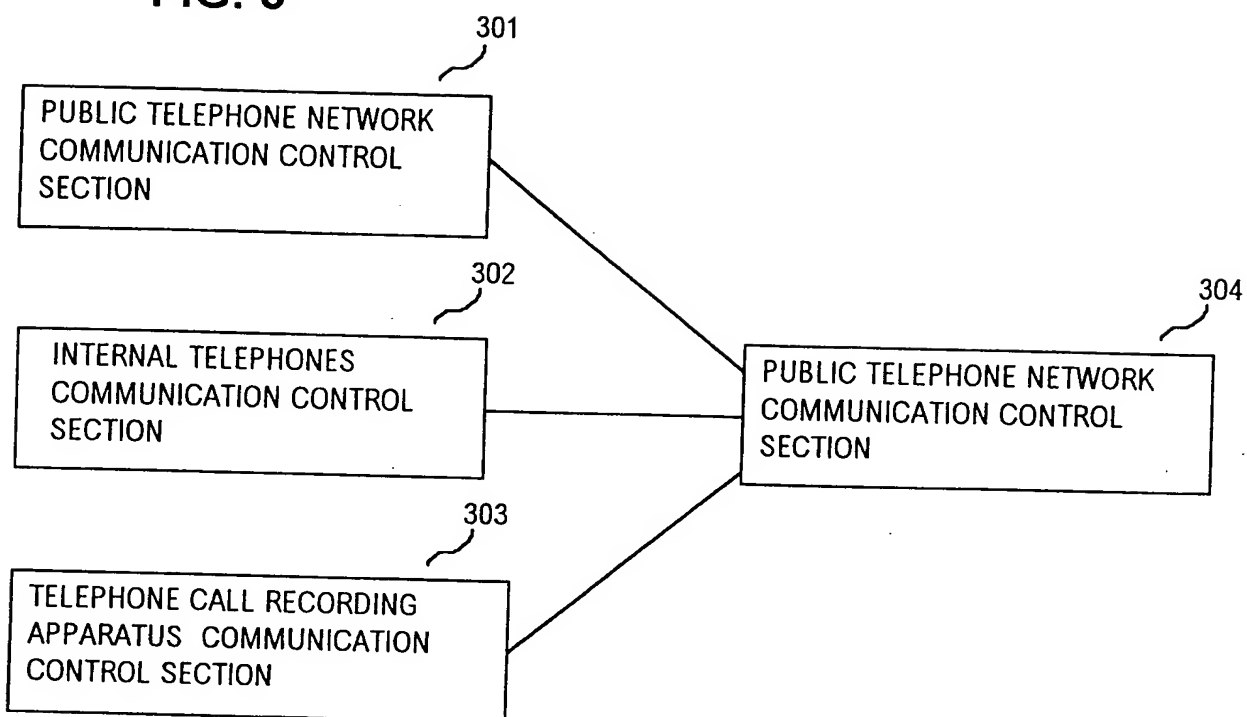 301
PUBLIC TELEPHONE NETWORK
COMMUNICATION CONTROL
SECTION
302
INTERNAL TELEPHONES
COMMUNICATION CONTROL
SECTION
304
PUBLIC TELEPHONE NETWORK
COMMUNICATION CONTROL
SECTION
303
TELEPHONE CALL RECORDING
APPARATUS COMMUNICATION
CONTROL SECTION